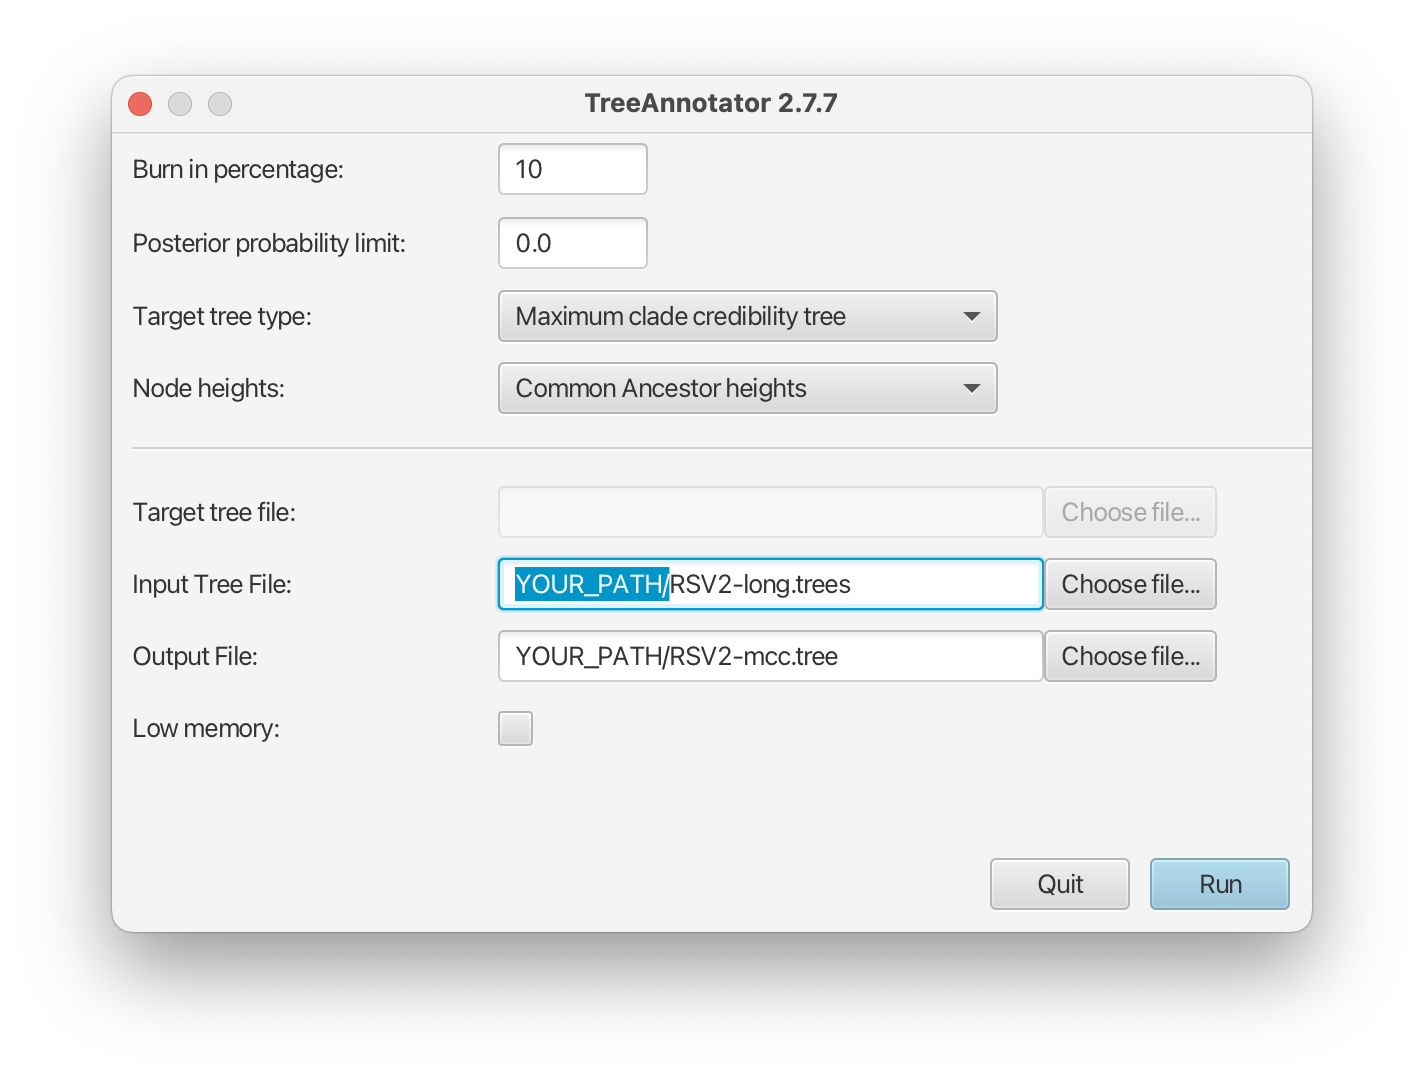 TreeAnnotator 2.7.7
Burn in percentage: 10
Posterior probability limit: 0.0
Target tree type: Maximum clade credibility tree
Node heights: Common Ancestor heights
Target tree file: Choose file...
Input Tree File: YOUR_PATH/RSV2-long.trees Choose file...
Output File: YOUR_PATH/RSV2-mcc.tree Choose file...
Low memory:
Quit Run